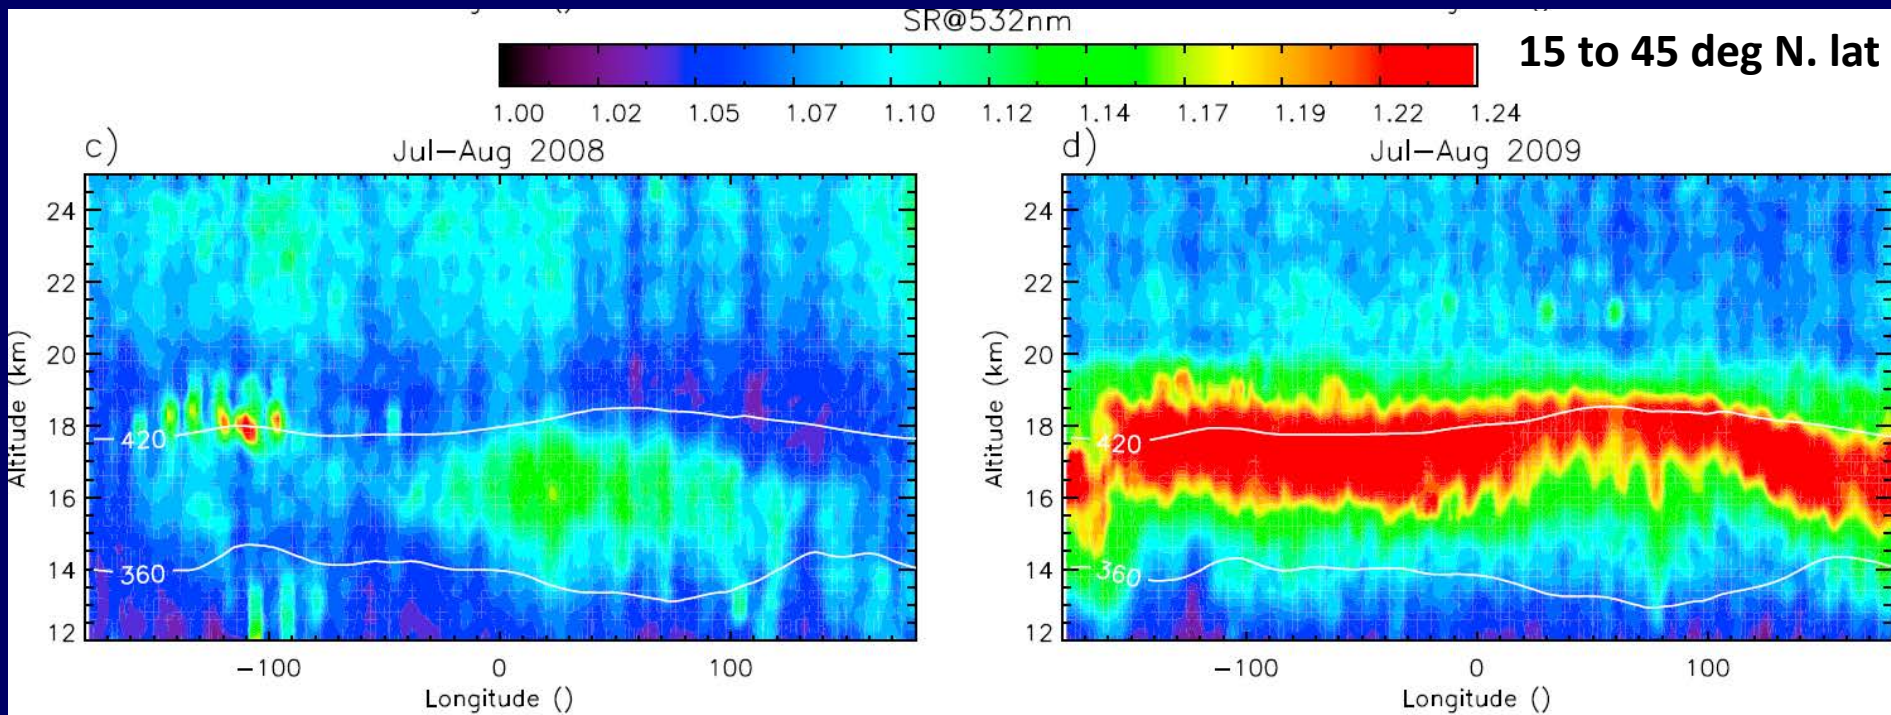 SR@532nm
15 to 45 deg N. lat
1.00 1.02 1.05 1.07 1.10 1.12 1.14 1.17 1.19 1.22 1.24
c) Jul-Aug 2008
24
22
20
18
16
14
12
Altitude (km)
420
360
-100 0 100
Longitude ()
d) Jul-Aug 2009
24
22
20
18
16
14
12
Altitude (km)
420
360
-100 0 100
Longitude ()